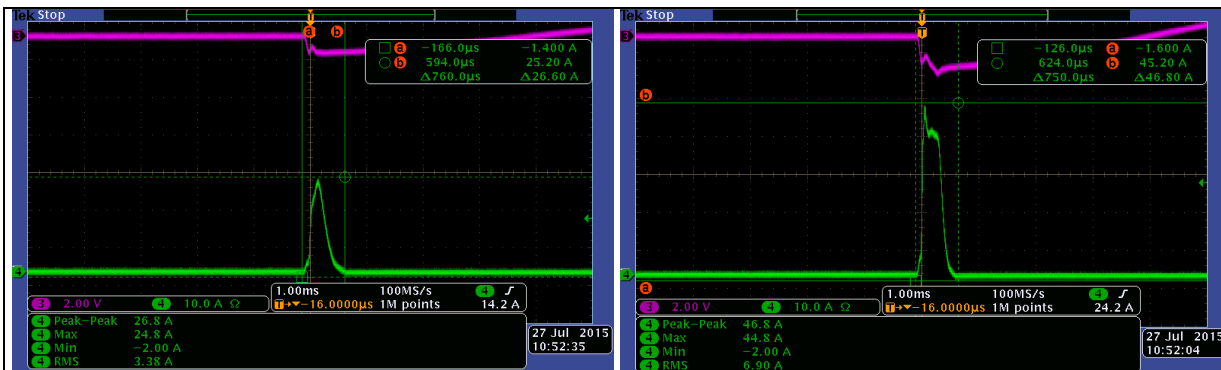 Tek Stop
T
a b
3
a −166.0µs −1.400 A
b 594.0µs 25.20 A
Δ760.0µs Δ26.60 A
4
3 2.00 V 4 10.0 A Ω
1.00ms 100MS/s 4
T→▼−16.0000µs 1M points 14.2 A
4 Peak−Peak 26.8 A
4 Max 24.8 A
4 Min −2.00 A
4 RMS 3.38 A
27 Jul 2015
10:52:35
Tek Stop
T
3
−126.0µs a −1.600 A
624.0µs b 45.20 A
Δ750.0µs Δ46.80 A
b
4
a
3 2.00 V 4 10.0 A Ω
1.00ms 100MS/s 4
T→▼−16.0000µs 1M points 24.2 A
4 Peak−Peak 46.8 A
4 Max 44.8 A
4 Min −2.00 A
4 RMS 6.90 A
27 Jul 2015
10:52:04